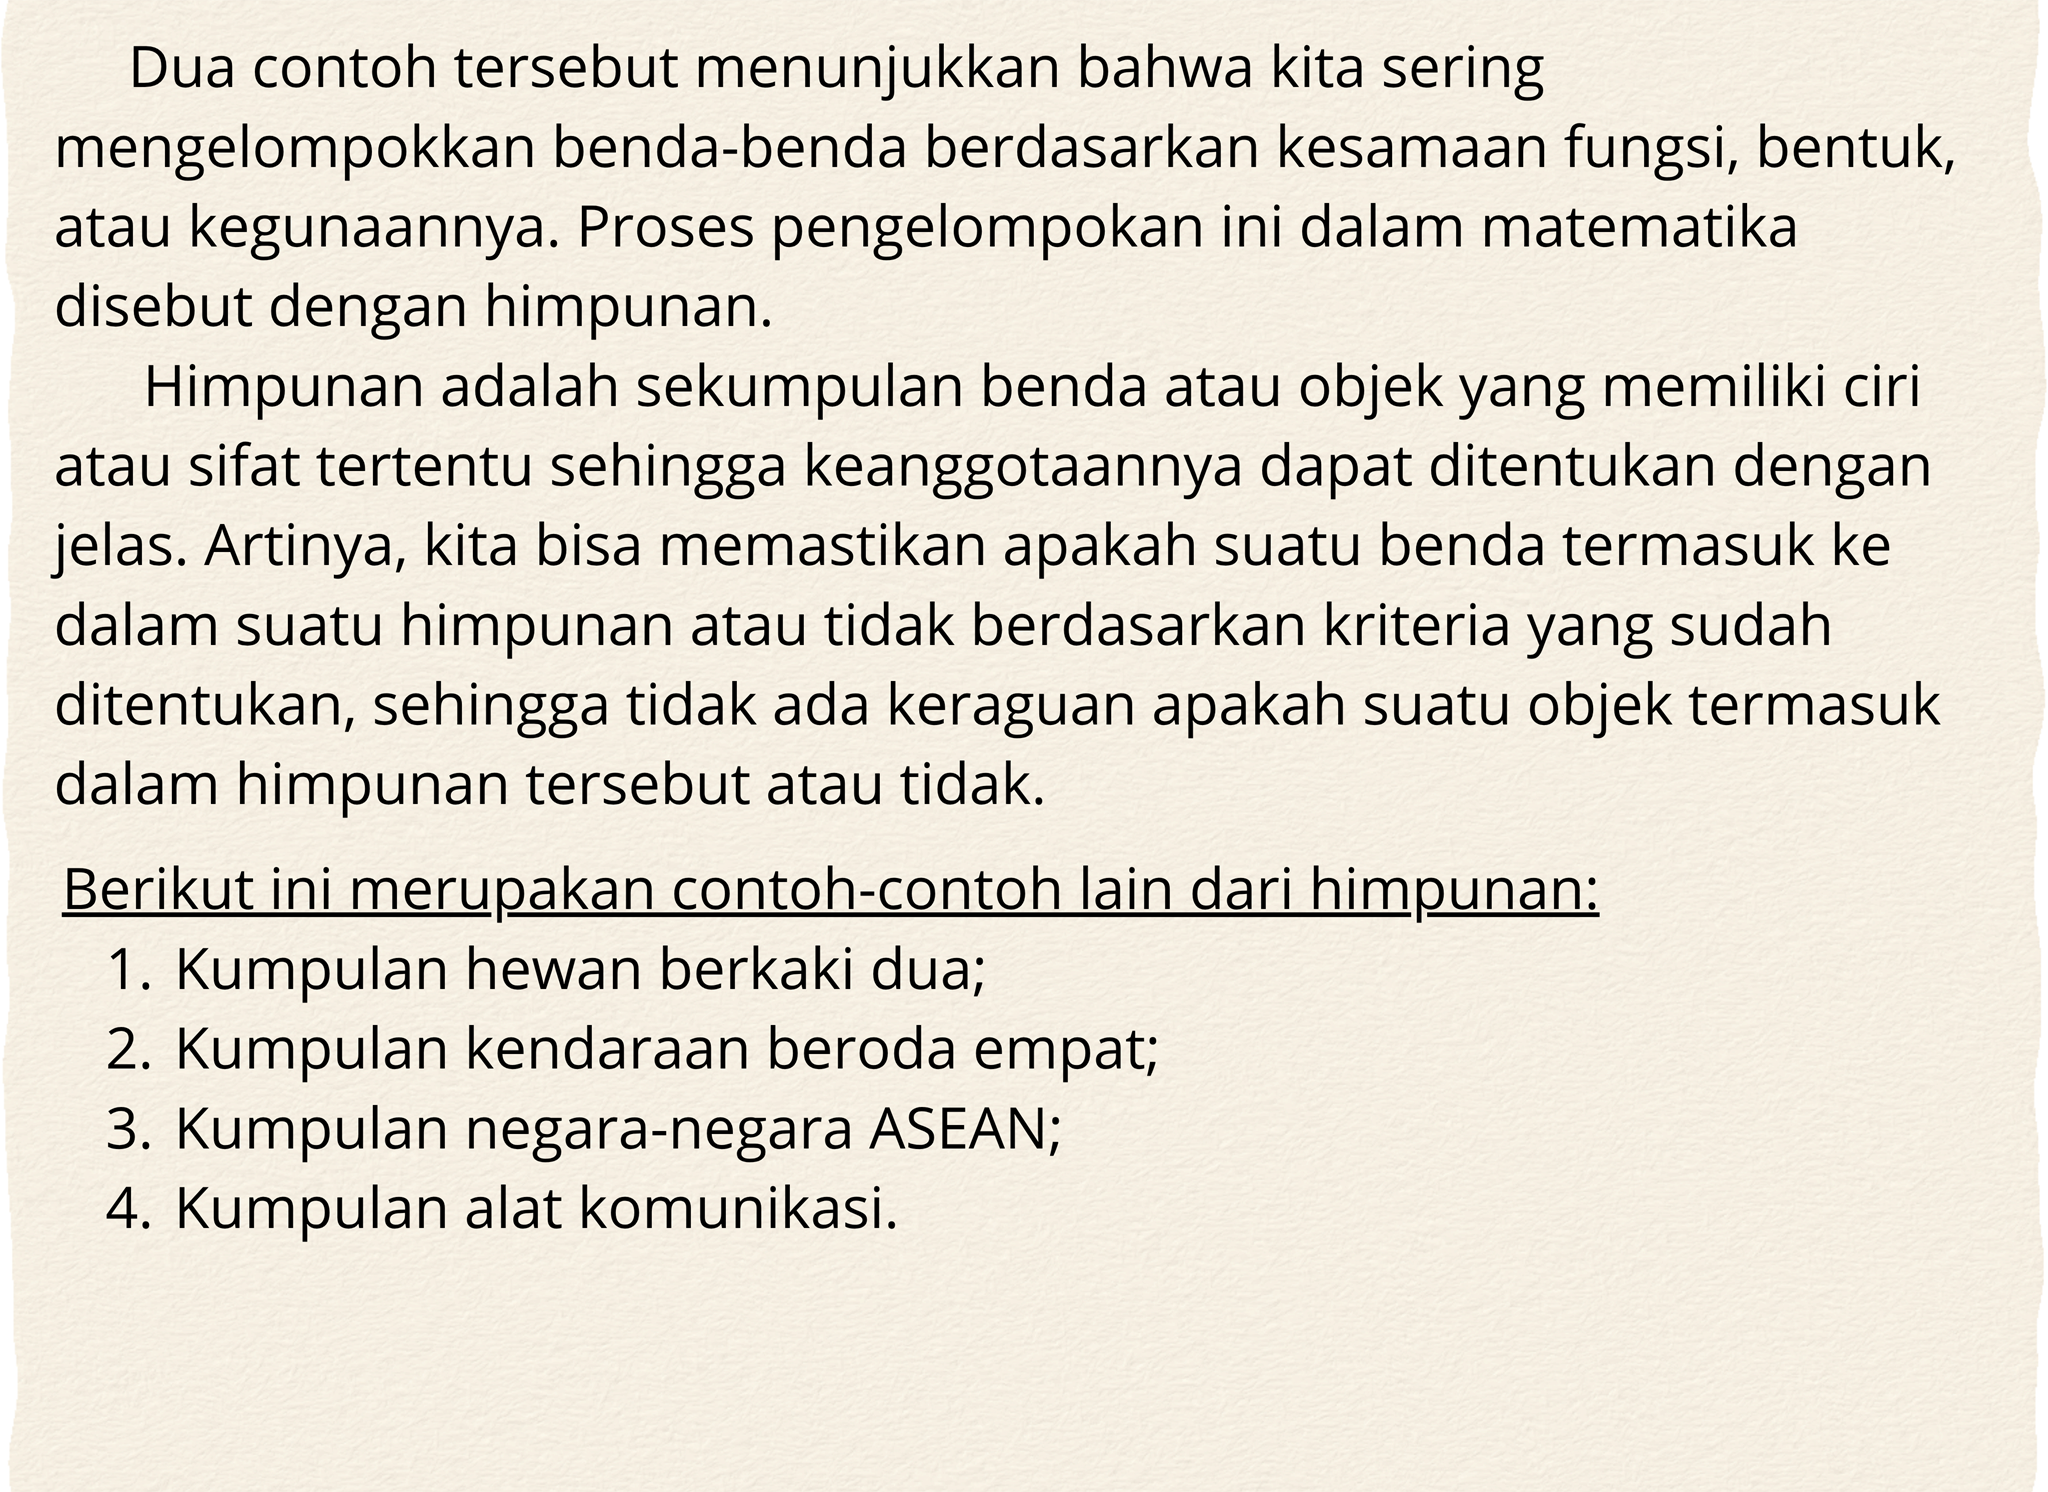 Dua contoh tersebut menunjukkan bahwa kita sering
mengelompokkan benda-benda berdasarkan kesamaan fungsi, bentuk,
atau kegunaannya. Proses pengelompokan ini dalam matematika
disebut dengan himpunan.
Himpunan adalah sekumpulan benda atau objek yang memiliki ciri
atau sifat tertentu sehingga keanggotaannya dapat ditentukan dengan
jelas. Artinya, kita bisa memastikan apakah suatu benda termasuk ke
dalam suatu himpunan atau tidak berdasarkan kriteria yang sudah
ditentukan, sehingga tidak ada keraguan apakah suatu objek termasuk
dalam himpunan tersebut atau tidak.
Berikut ini merupakan contoh-contoh lain dari himpunan:
1. Kumpulan hewan berkaki dua;
2. Kumpulan kendaraan beroda empat;
3. Kumpulan negara-negara ASEAN;
4. Kumpulan alat komunikasi.